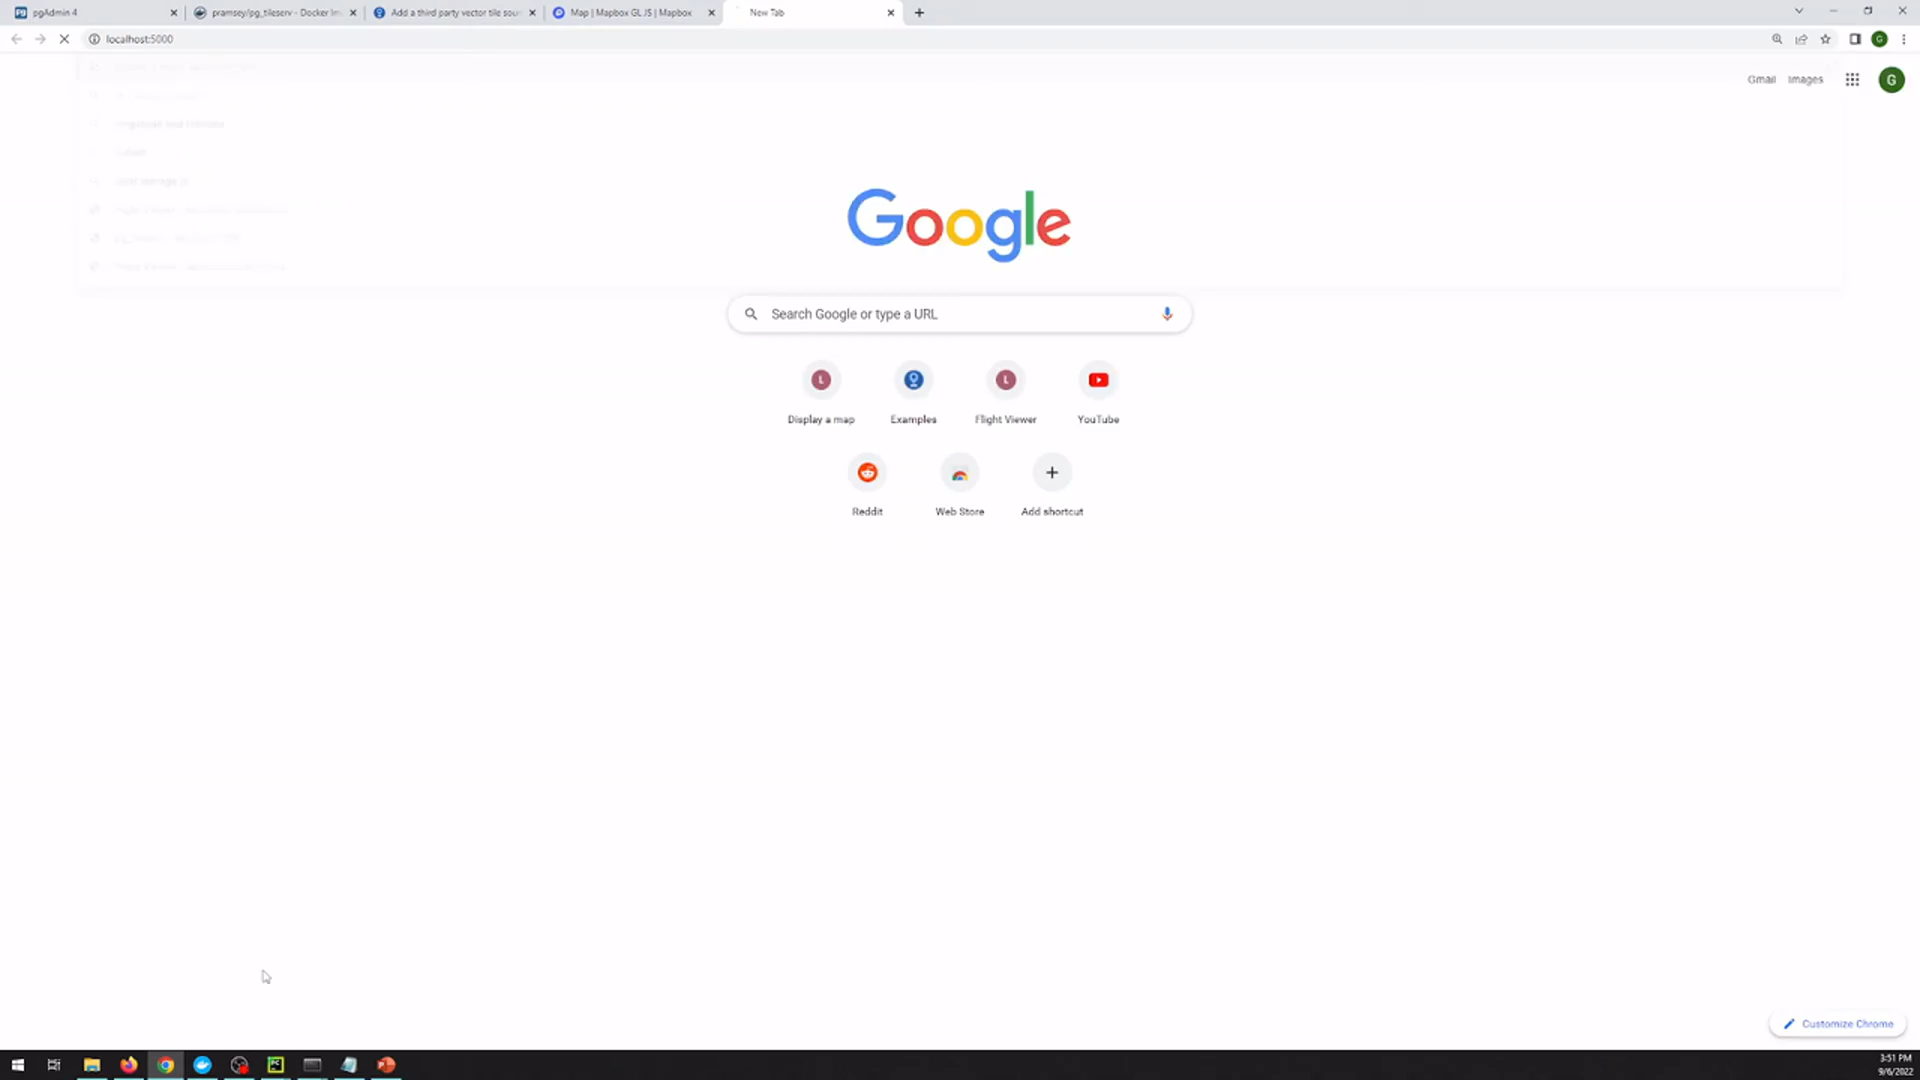 pgAdmin 4
pramsey/pg_tileserv - Docker Im
Add a third party vector tile sour
Map | Mapbox GL JS | Mapbox
New Tab
localhost:5000
Gmail
Images
G
Google
Search Google or type a URL
L
L
Display a map
Examples
Flight Viewer
YouTube
Reddit
Web Store
Add shortcut
Customize Chrome
3:51 PM
9/6/2022